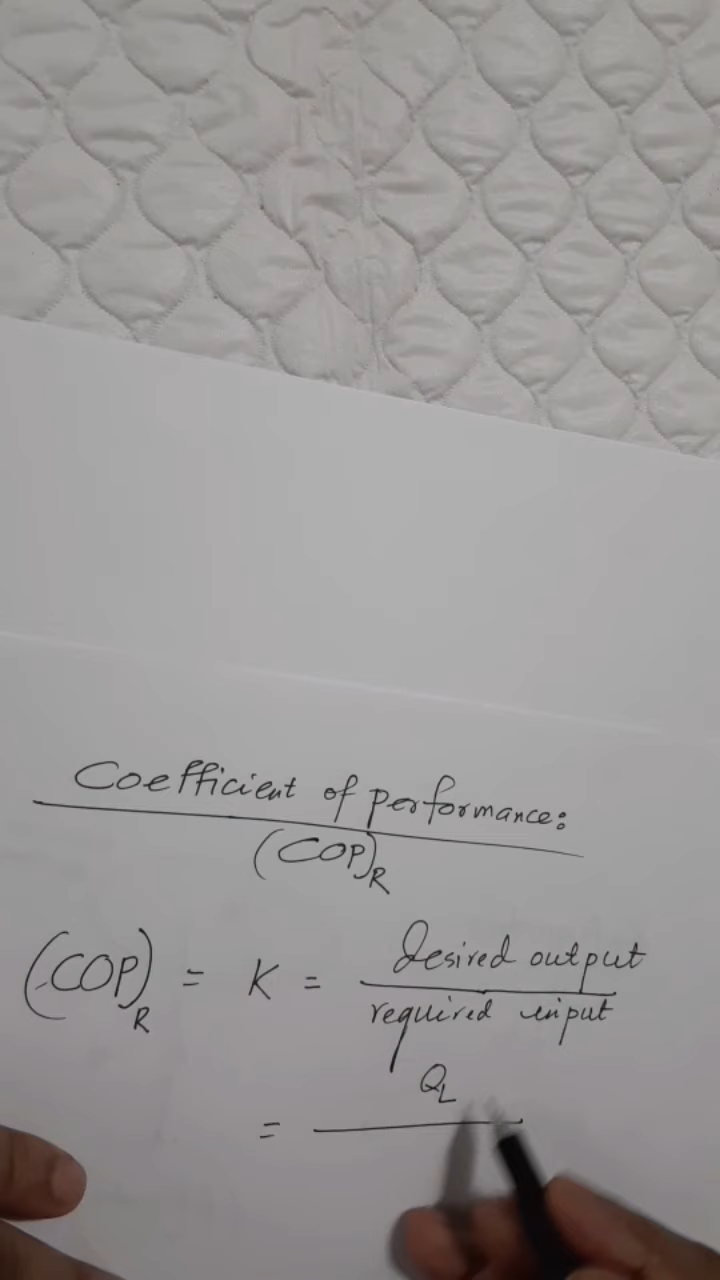 Coefficient of performance:
(COP)R
(COP)R = K = desired output / required input
= QL